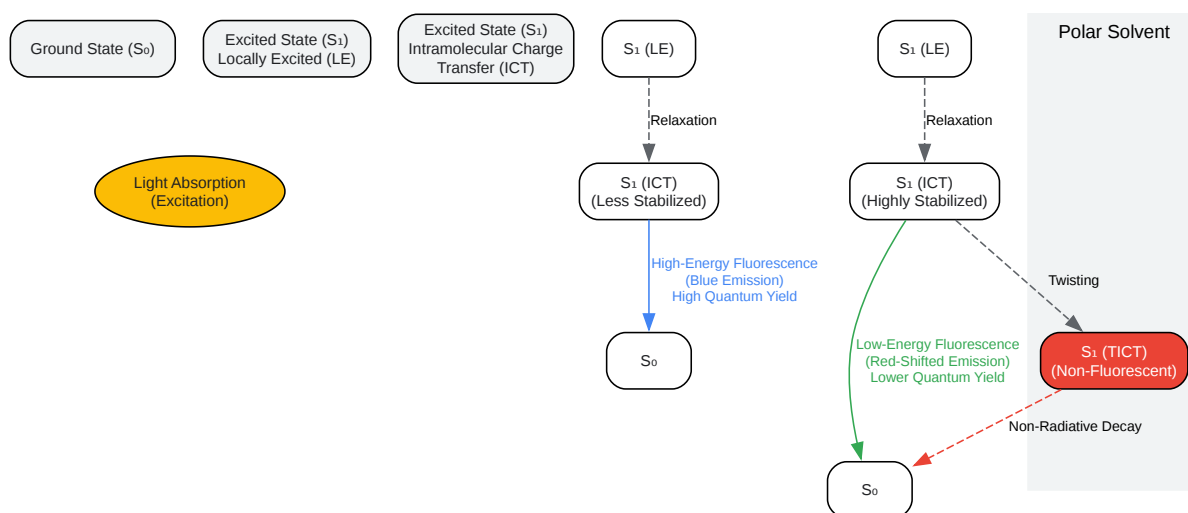 Ground State (S₀)
Excited State (S₁)
Locally Excited (LE)
Excited State (S₁)
Intramolecular Charge
Transfer (ICT)
S₁ (LE)
S₁ (LE)
Polar Solvent
Relaxation
Relaxation
Light Absorption
(Excitation)
S₁ (ICT)
(Less Stabilized)
S₁ (ICT)
(Highly Stabilized)
High-Energy Fluorescence
(Blue Emission)
High Quantum Yield
Twisting
S₀
Low-Energy Fluorescence
(Red-Shifted Emission)
Lower Quantum Yield
S₁ (TICT)
(Non-Fluorescent)
Non-Radiative Decay
S₀